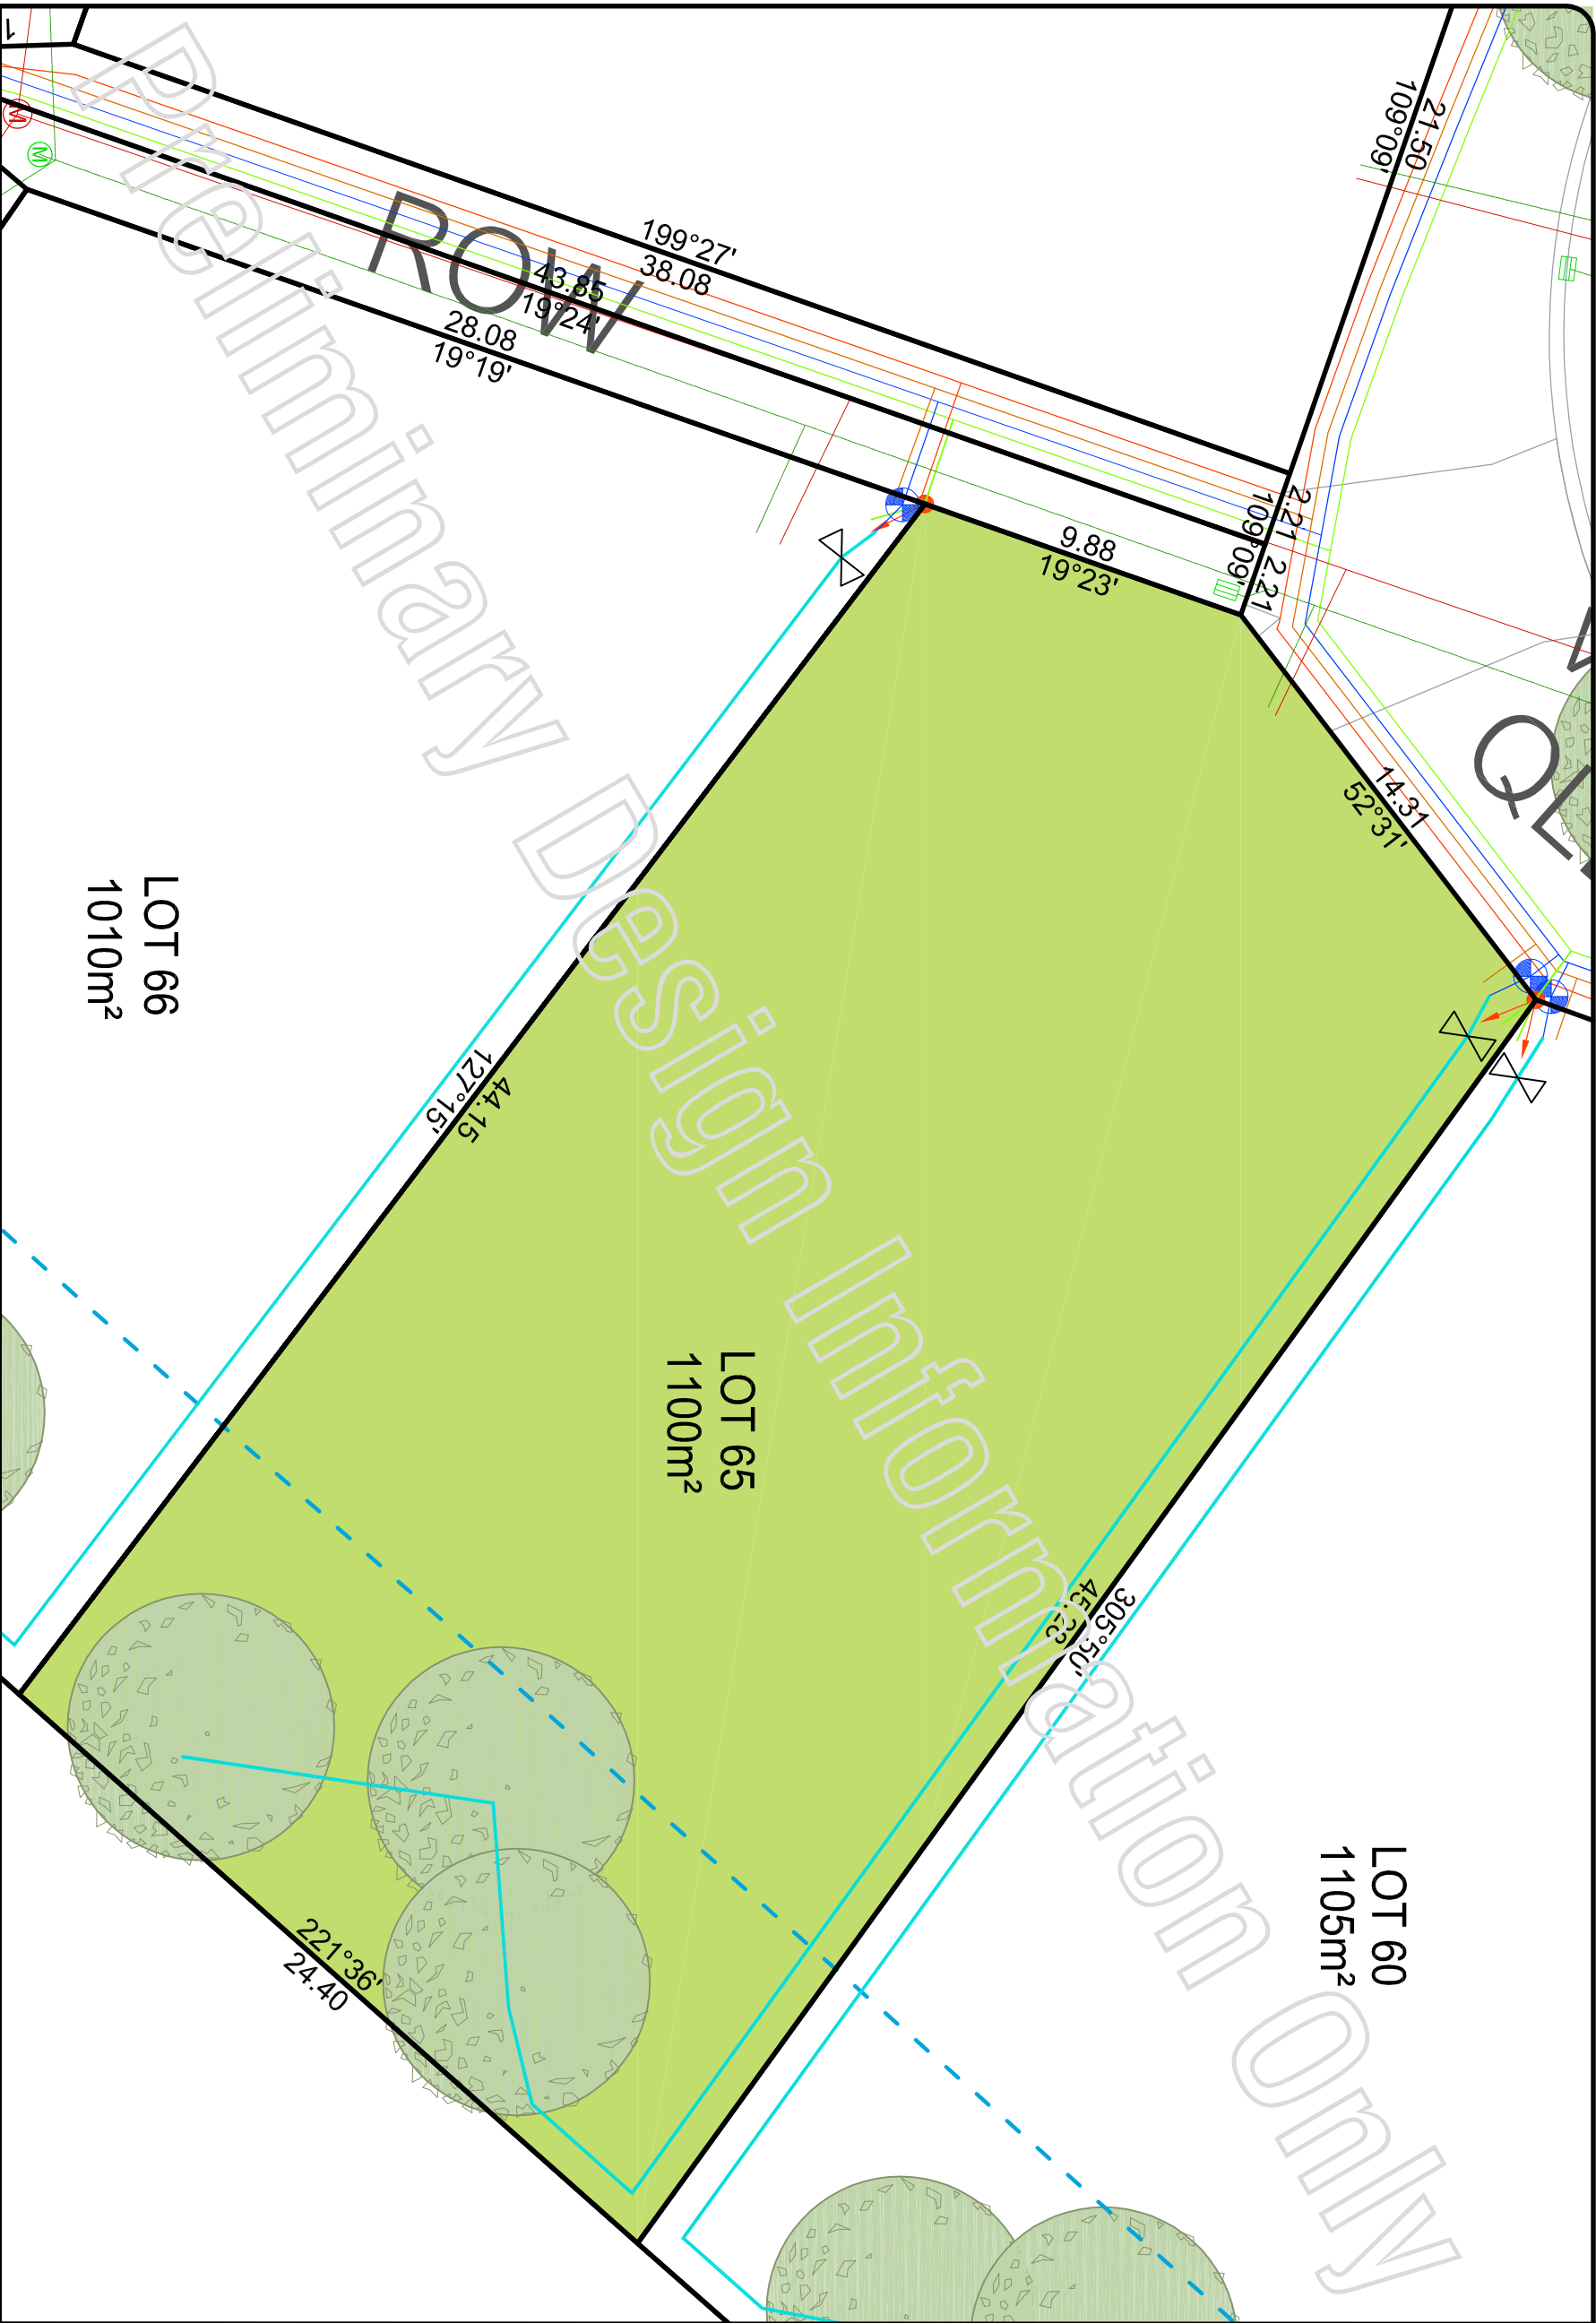 1
M
M
ROW
199°27'
38.08
43.85
19°24'
28.08
19°19'
21.50
109°09'
2.21
2.21
109°09'
9.88
19°23'
14.31
52°31'
127°15'
44.15
LOT 66
1010m²
LOT 65
1100m²
305°50'
LOT 60
1105m²
221°36'
24.40
Preliminary Design Information Only